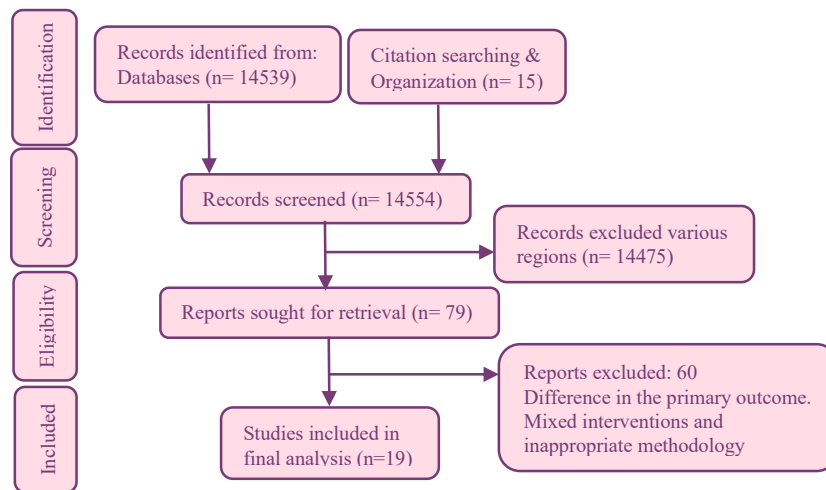 Identification
Records identified from:
Databases (n= 14539)
Citation searching &
Organization (n= 15)
Screening
Records screened (n= 14554)
Records excluded various
regions (n= 14475)
Eligibility
Reports sought for retrieval (n= 79)
Reports excluded: 60
Difference in the primary outcome.
Mixed interventions and
inappropriate methodology
Included
Studies included in
final analysis (n=19)